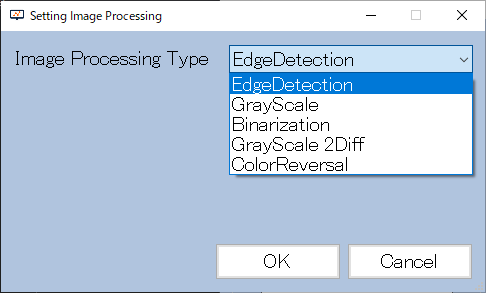 Setting Image Processing
Image Processing Type EdgeDetection
EdgeDetection
GrayScale
Binarization
GrayScale 2Diff
ColorReversal
OK Cancel